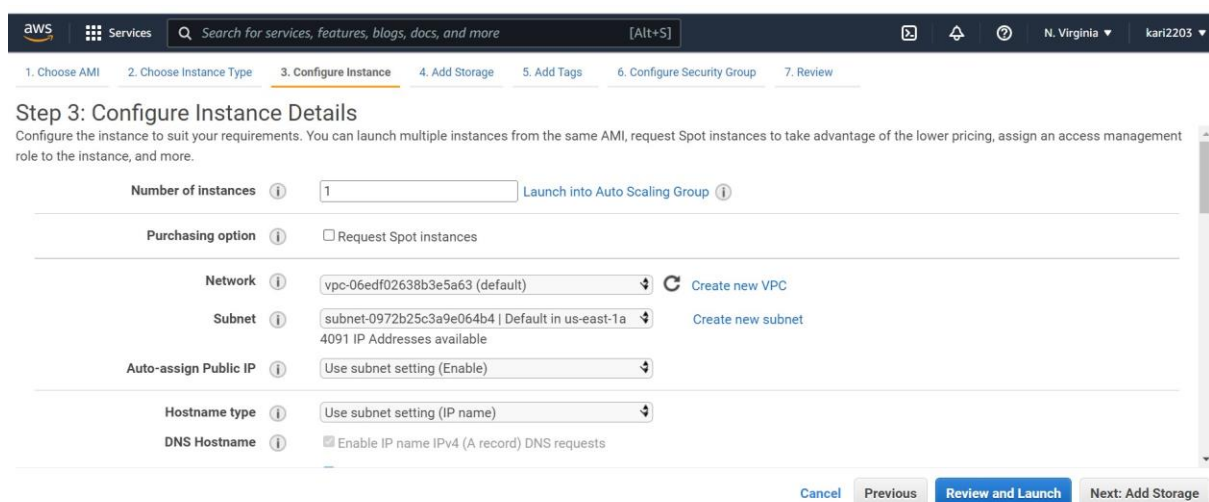 aws Services Search for services, features, blogs, docs, and more [Alt+S] N. Virginia kari2203
1. Choose AMI 2. Choose Instance Type 3. Configure Instance 4. Add Storage 5. Add Tags 6. Configure Security Group 7. Review
Step 3: Configure Instance Details
Configure the instance to suit your requirements. You can launch multiple instances from the same AMI, request Spot instances to take advantage of the lower pricing, assign an access management
role to the instance, and more.
Number of instances 1 Launch into Auto Scaling Group
Purchasing option Request Spot instances
Network vpc-06edf02638b3e5a63 (default) Create new VPC
Subnet subnet-0972b25c3a9e064b4 | Default in us-east-1a Create new subnet
4091 IP Addresses available
Auto-assign Public IP Use subnet setting (Enable)
Hostname type Use subnet setting (IP name)
DNS Hostname Enable IP name IPv4 (A record) DNS requests
Cancel Previous Review and Launch Next: Add Storage